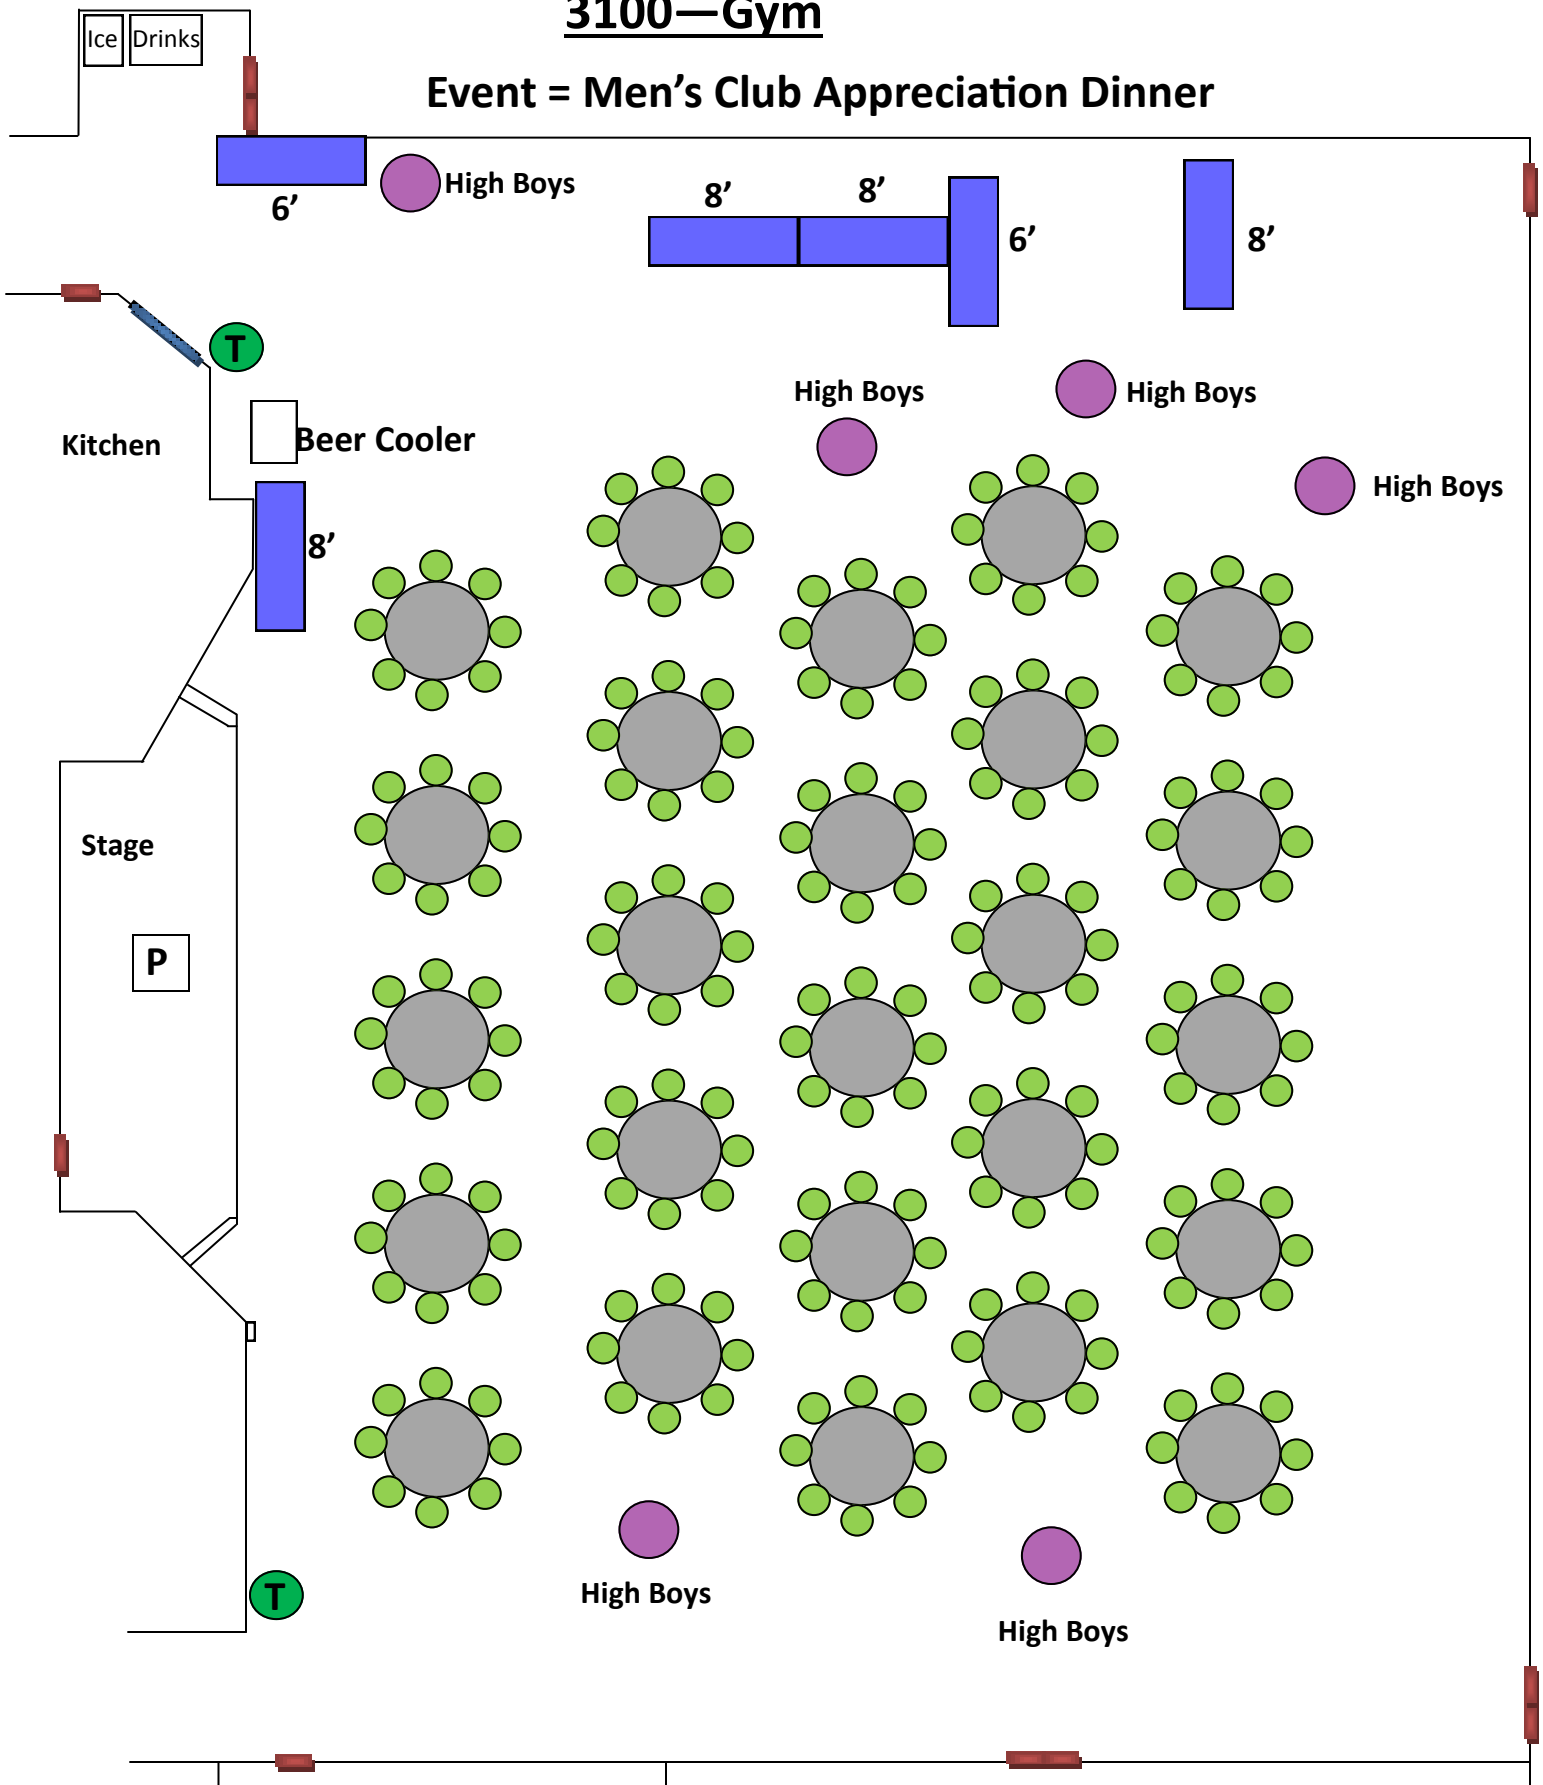 3100—Gym
Ice
Drinks
Event = Men’s Club Appreciation Dinner
High Boys
6’
8’
8’
6’
8’
T
High Boys
High Boys
Kitchen
Beer Cooler
High Boys
8’
Stage
P
High Boys
T
High Boys